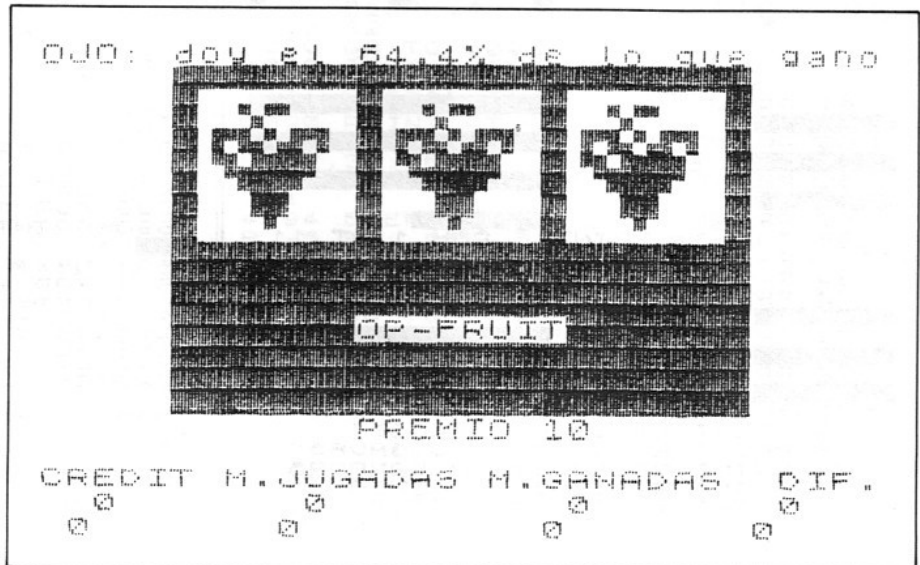 OJO: doy el 64.4% de lo que gano
OP-FRUIT
PREMIO 10
CREDIT M.JUGADAS M.GANADAS DIF.
0 0 0 0
0 0 0 0